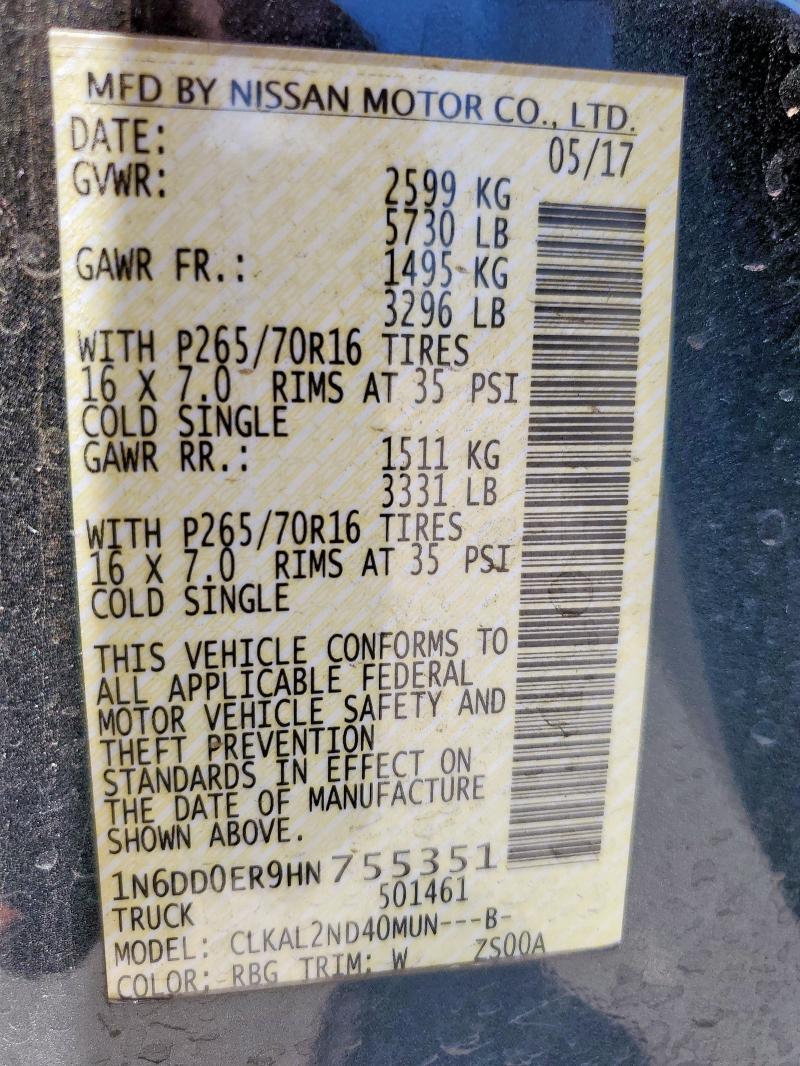 MFD BY NISSAN MOTOR CO., LTD.
DATE: 05/17
GVWR: 2599 KG
5730 LB
GAWR FR.: 1495 KG
3296 LB
WITH P265/70R16 TIRES
16 X 7.0 RIMS AT 35 PSI
COLD SINGLE
GAWR RR.: 1511 KG
3331 LB
WITH P265/70R16 TIRES
16 X 7.0 RIMS AT 35 PSI
COLD SINGLE
THIS VEHICLE CONFORMS TO
ALL APPLICABLE FEDERAL
MOTOR VEHICLE SAFETY AND
THEFT PREVENTION
STANDARDS IN EFFECT ON
THE DATE OF MANUFACTURE
SHOWN ABOVE.
1N6DD0ER9HN755351
TRUCK 501461
MODEL: CLKAL2ND40MUN---B-
COLOR: RBG TRIM: W ZS00A